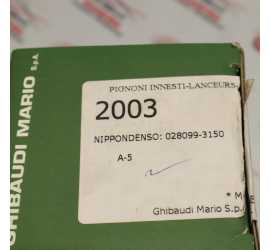 GHIBAUDI MARIO S.p.A.
PIGNONI INNESTI-LANCEURS-
2003
NIPPONDENSO: 028099-3150
A-5
Ghibaudi Mario S.p.